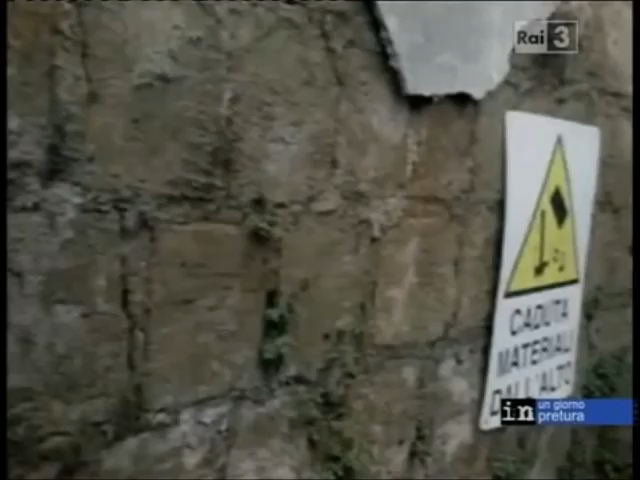 Rai 3
CADUTA
MATERIALI
DALL'ALTO
in un giorno
pretura